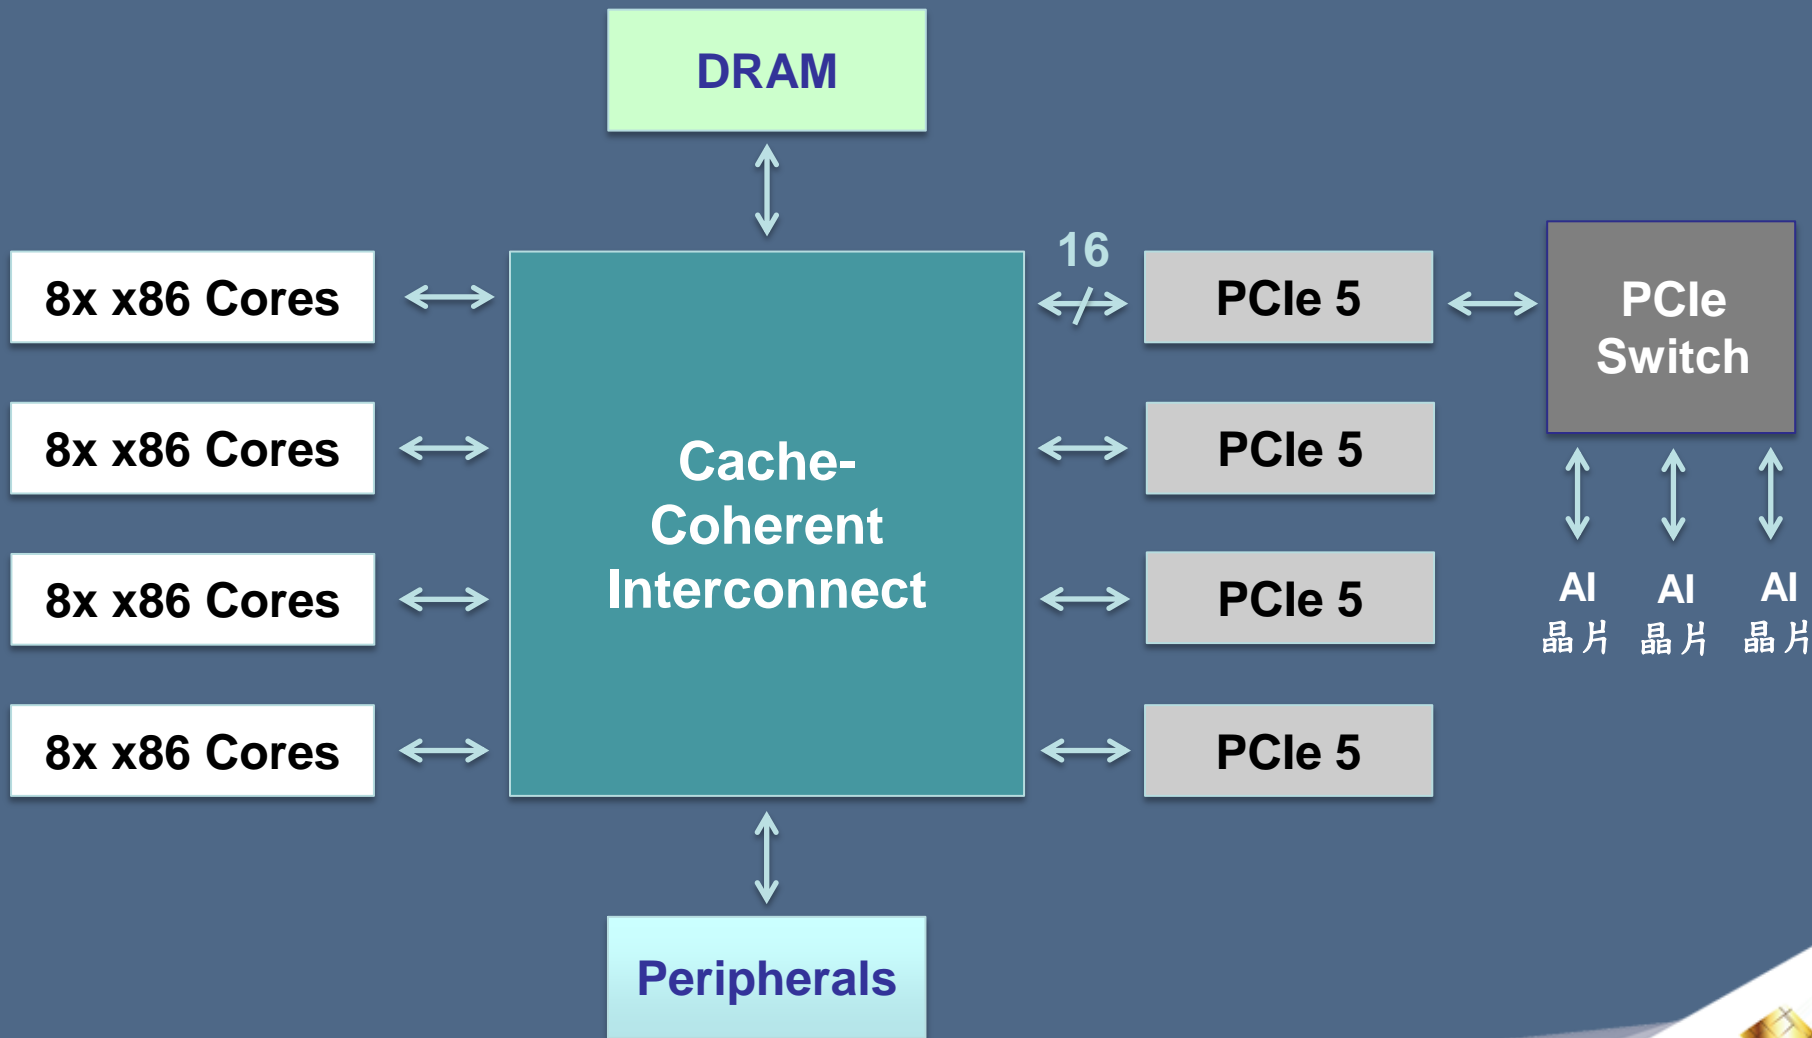 DRAM
8x x86 Cores
8x x86 Cores
8x x86 Cores
8x x86 Cores
Cache-
Coherent
Interconnect
16
PCIe 5
PCIe 5
PCIe 5
PCIe 5
PCIe
Switch
AI
晶片
AI
晶片
AI
晶片
Peripherals